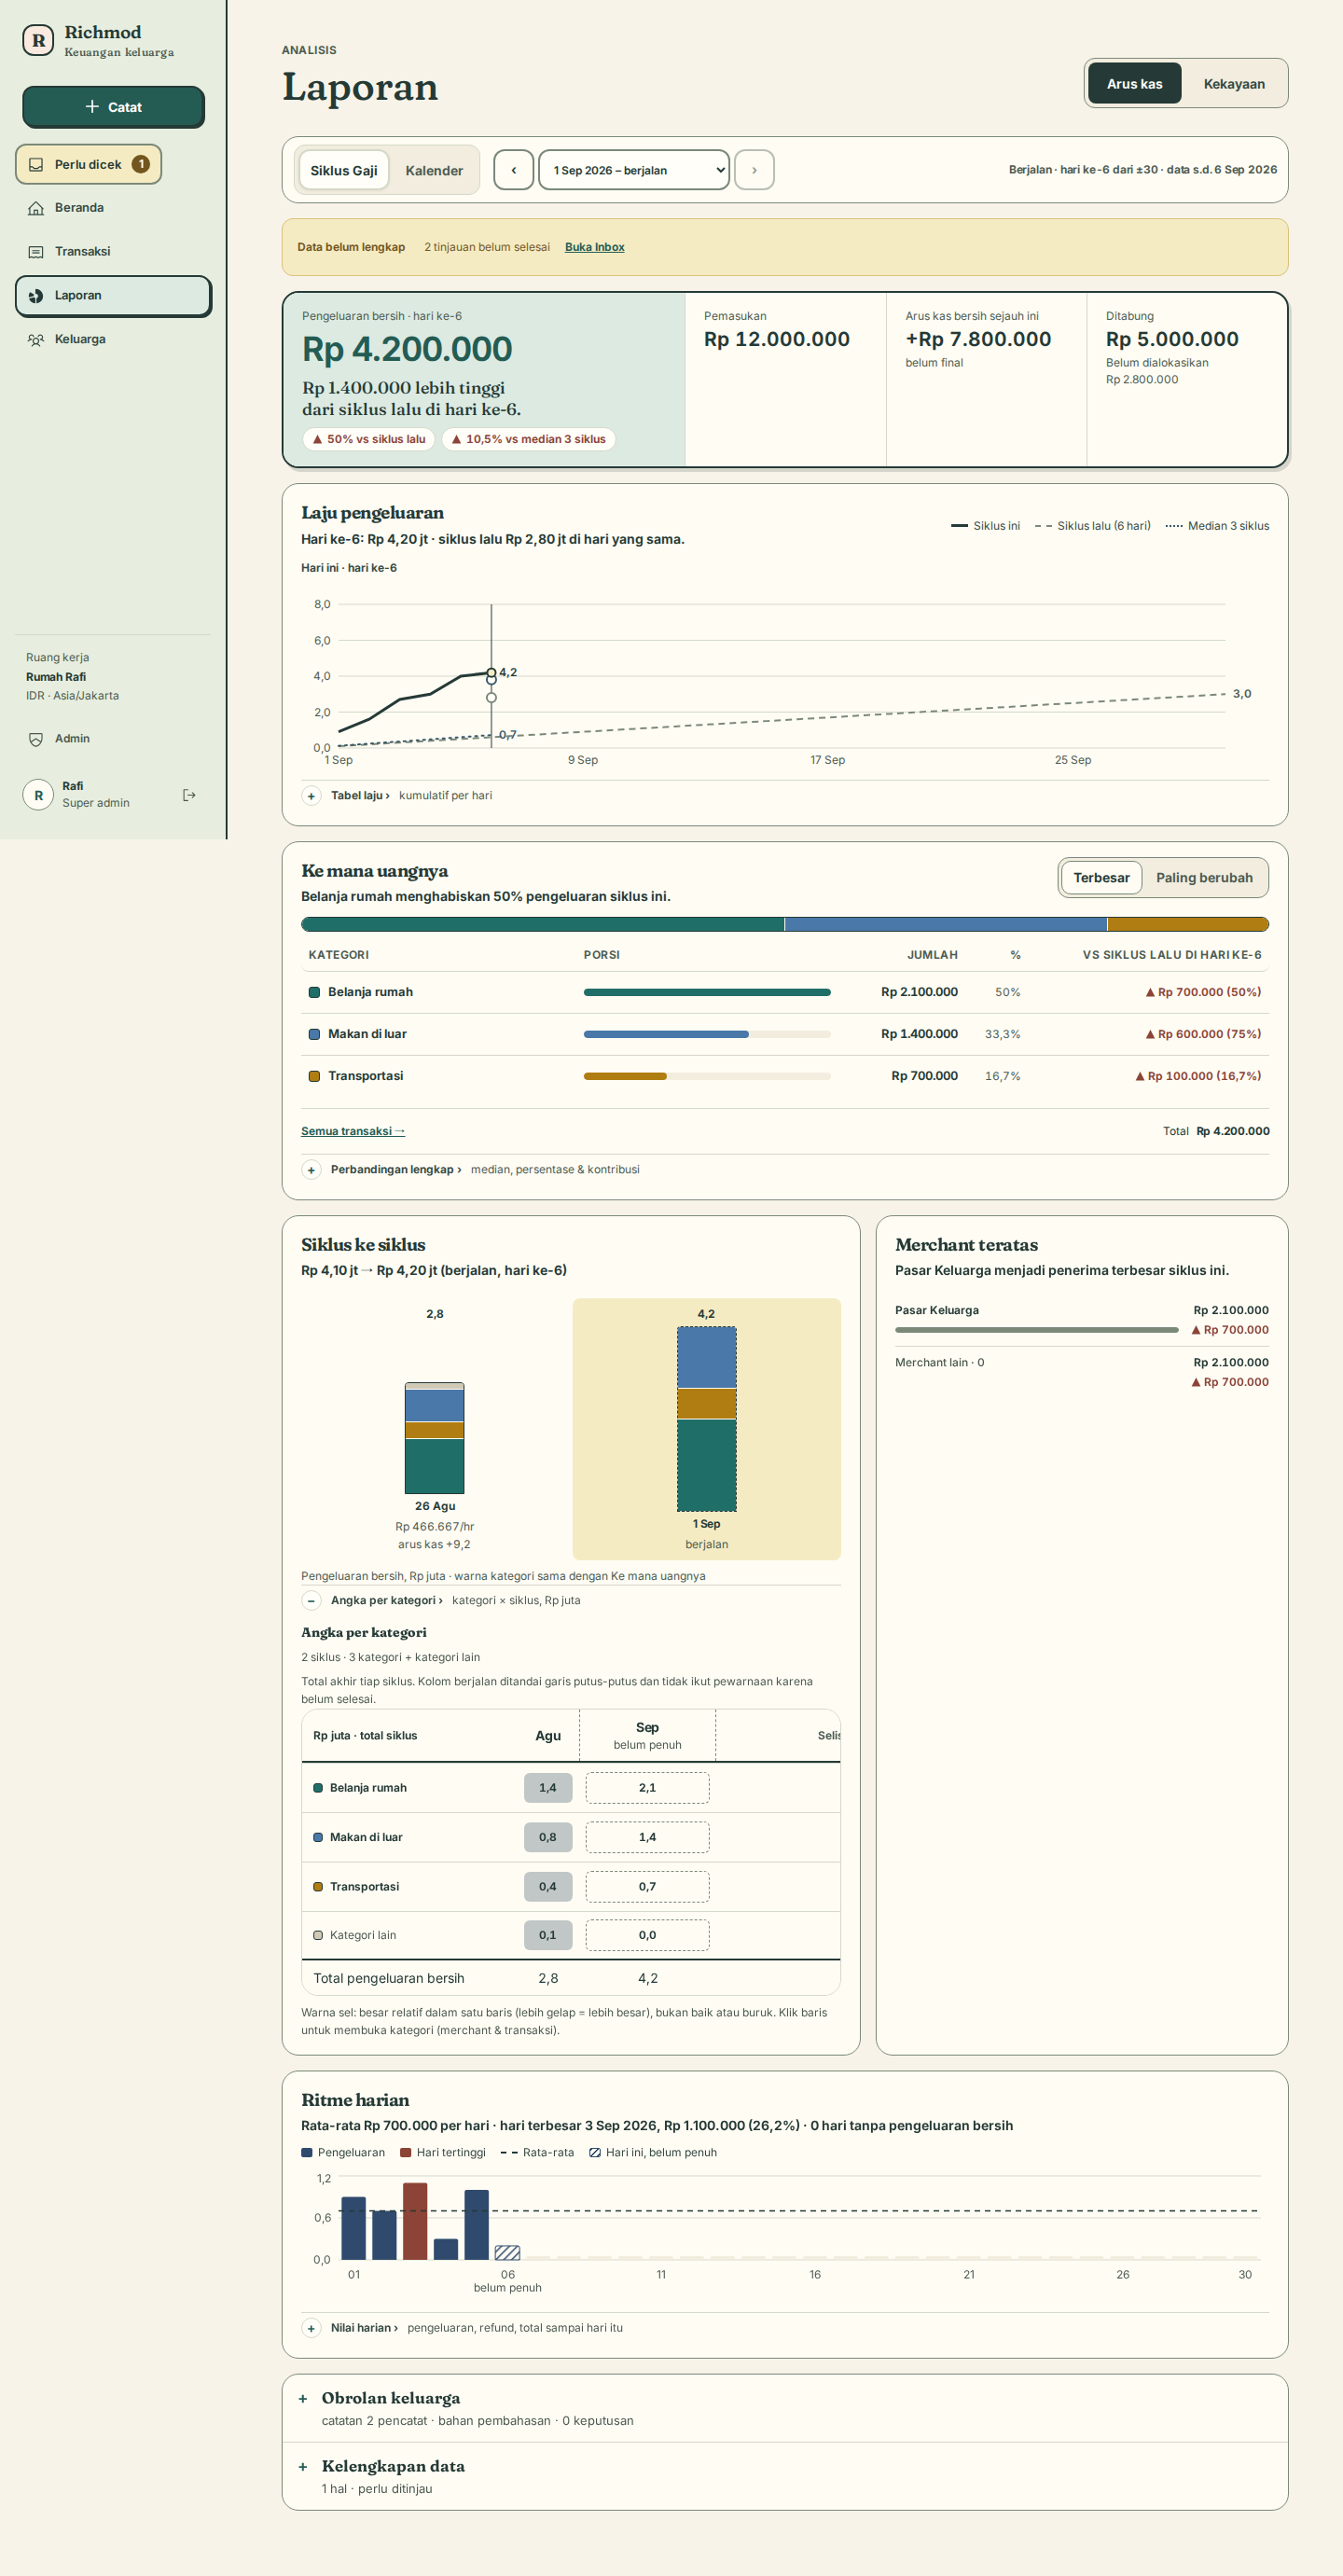 R
Richmod
Keuangan keluarga
+ Catat
Perlu dicek 1
Beranda
Transaksi
Laporan
Keluarga
Ruang kerja
Rumah Rafi
IDR · Asia/Jakarta
Admin
R
Rafi
Super admin
ANALISIS
Laporan
Arus kas Kekayaan
Siklus Gaji Kalender ‹ 1 Sep 2026 – berjalan ›
Berjalan · hari ke-6 dari ±30 · data s.d. 6 Sep 2026
Data belum lengkap 2 tinjauan belum selesai Buka Inbox
Pengeluaran bersih · hari ke-6
Rp 4.200.000
Rp 1.400.000 lebih tinggi
dari siklus lalu di hari ke-6.
▲ 50% vs siklus lalu ▲ 10,5% vs median 3 siklus
Pemasukan
Rp 12.000.000
Arus kas bersih sejauh ini
+Rp 7.800.000
belum final
Ditabung
Rp 5.000.000
Belum dialokasikan
Rp 2.800.000
Laju pengeluaran
Hari ke-6: Rp 4,20 jt · siklus lalu Rp 2,80 jt di hari yang sama.
Siklus ini Siklus lalu (6 hari) Median 3 siklus
Hari ini · hari ke-6
8,0
6,0
4,0
2,0
0,0
4,2
0,7
3,0
1 Sep 9 Sep 17 Sep 25 Sep
+ Tabel laju › kumulatif per hari
Ke mana uangnya
Belanja rumah menghabiskan 50% pengeluaran siklus ini.
Terbesar Paling berubah
KATEGORI PORSI JUMLAH % VS SIKLUS LALU DI HARI KE-6
Belanja rumah Rp 2.100.000 50% ▲ Rp 700.000 (50%)
Makan di luar Rp 1.400.000 33,3% ▲ Rp 600.000 (75%)
Transportasi Rp 700.000 16,7% ▲ Rp 100.000 (16,7%)
Semua transaksi → Total Rp 4.200.000
+ Perbandingan lengkap › median, persentase & kontribusi
Siklus ke siklus
Rp 4,10 jt → Rp 4,20 jt (berjalan, hari ke-6)
2,8 4,2
26 Agu
Rp 466.667/hr
arus kas +9,2
1 Sep
berjalan
Pengeluaran bersih, Rp juta · warna kategori sama dengan Ke mana uangnya
− Angka per kategori › kategori × siklus, Rp juta
Angka per kategori
2 siklus · 3 kategori + kategori lain
Total akhir tiap siklus. Kolom berjalan ditandai garis putus-putus dan tidak ikut pewarnaan karena
belum selesai.
Rp juta · total siklus Agu Sep
belum penuh
Belanja rumah 1,4 2,1
Makan di luar 0,8 1,4
Transportasi 0,4 0,7
Kategori lain 0,1 0,0
Total pengeluaran bersih 2,8 4,2
Warna sel: besar relatif dalam satu baris (lebih gelap = lebih besar), bukan baik atau buruk. Klik baris
untuk membuka kategori (merchant & transaksi).
Merchant teratas
Pasar Keluarga menjadi penerima terbesar siklus ini.
Pasar Keluarga Rp 2.100.000
▲ Rp 700.000
Merchant lain · 0 Rp 2.100.000
▲ Rp 700.000
Ritme harian
Rata-rata Rp 700.000 per hari · hari terbesar 3 Sep 2026, Rp 1.100.000 (26,2%) · 0 hari tanpa pengeluaran bersih
Pengeluaran Hari tertinggi Rata-rata Hari ini, belum penuh
1,2
0,6
0,0
01 06 11 16 21 26 30
belum penuh
+ Nilai harian › pengeluaran, refund, total sampai hari itu
+ Obrolan keluarga
catatan 2 pencatat · bahan pembahasan · 0 keputusan
+ Kelengkapan data
1 hal · perlu ditinjau